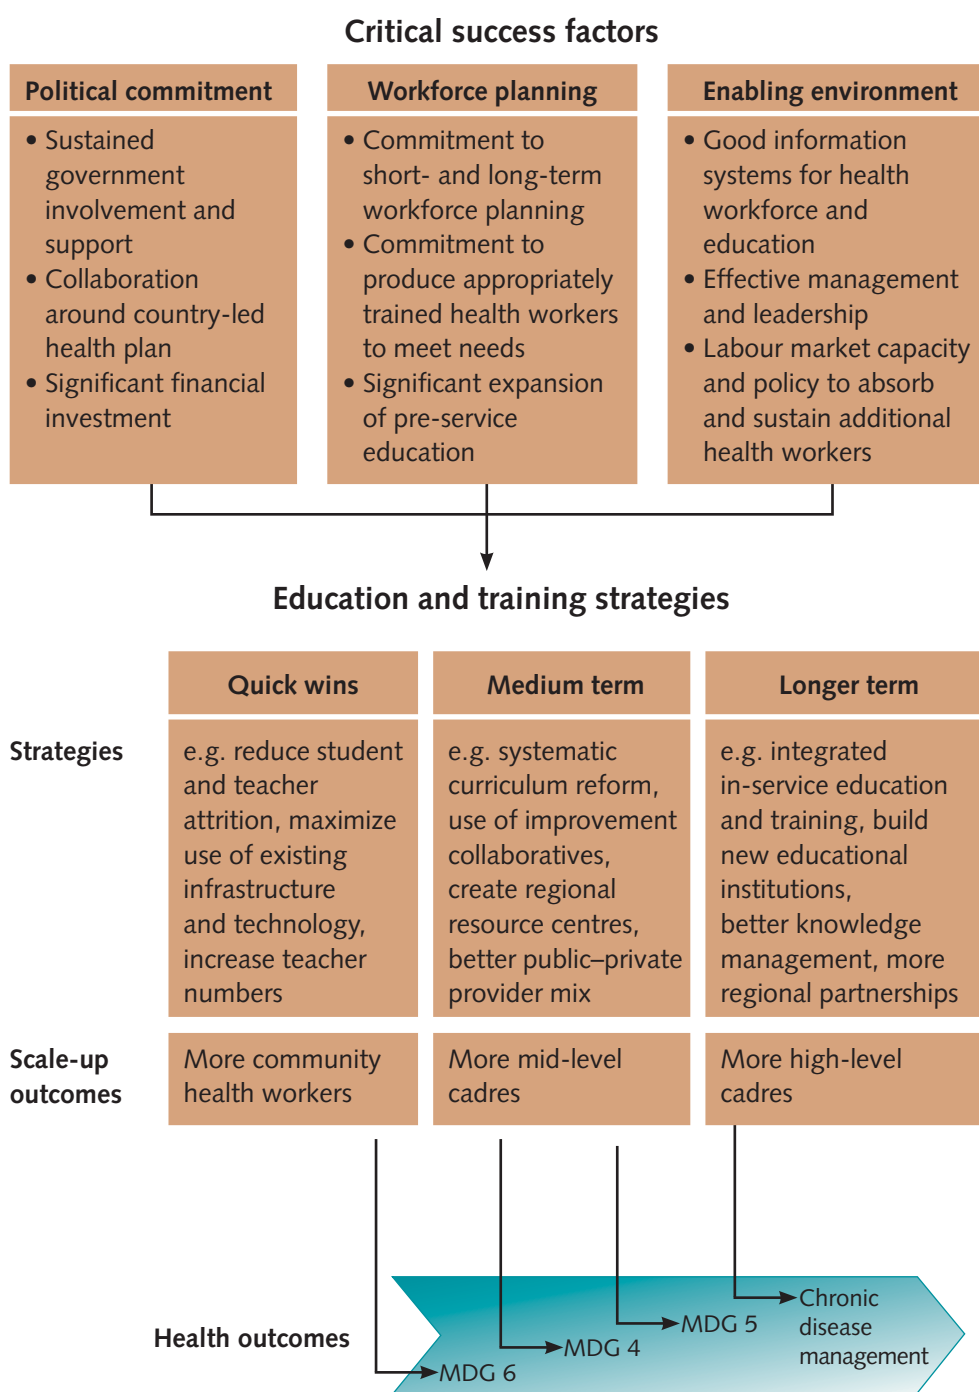 Critical success factors
Political commitment
• Sustained
government
involvement and
support
• Collaboration
around country-led
health plan
• Significant financial
investment
Workforce planning
• Commitment to
short- and long-term
workforce planning
• Commitment to
produce appropriately
trained health workers
to meet needs
• Significant expansion
of pre-service
education
Enabling environment
• Good information
systems for health
workforce and
education
• Effective management
and leadership
• Labour market capacity
and policy to absorb
and sustain additional
health workers
Education and training strategies
Quick wins
Medium term
Longer term
Strategies
e.g. reduce student
and teacher
attrition, maximize
use of existing
infrastructure
and technology,
increase teacher
numbers
e.g. systematic
curriculum reform,
use of improvement
collaboratives,
create regional
resource centres,
better public–private
provider mix
e.g. integrated
in-service education
and training, build
new educational
institutions,
better knowledge
management, more
regional partnerships
Scale-up
outcomes
More community
health workers
More mid-level
cadres
More high-level
cadres
Health outcomes
MDG 6
MDG 4
MDG 5
Chronic
disease
management